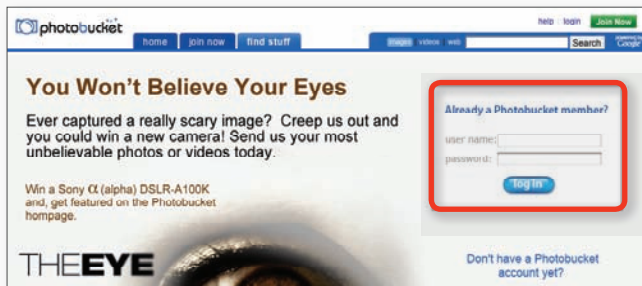 photobucket
help login Join Now
home join now find stuff
images videos web Search powered by Google
You Won't Believe Your Eyes
Ever captured a really scary image? Creep us out and
you could win a new camera! Send us your most
unbelievable photos or videos today.
Win a Sony α (alpha) DSLR-A100K
and, get featured on the Photobucket
hompage.
THEEYE
Already a Photobucket member?
user name:
password:
log in
Don't have a Photobucket
account yet?